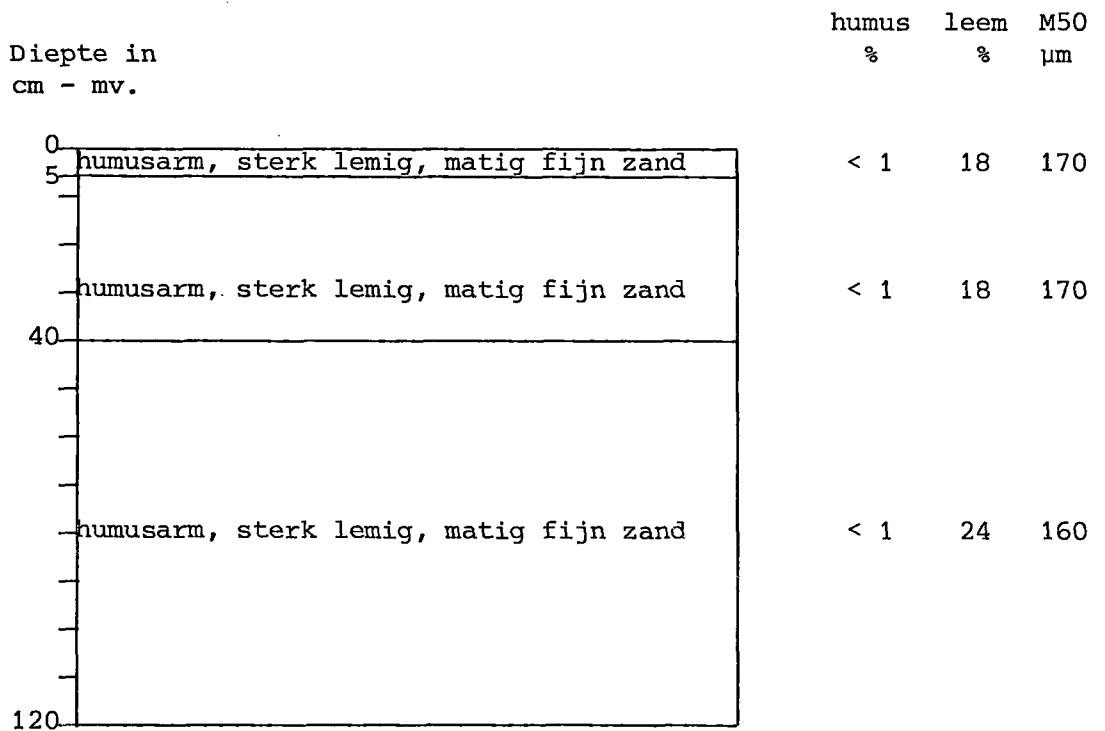 humus leem M50
Diepte in % % µm
cm - mv.
0
humusarm, sterk lemig, matig fijn zand < 1 18 170
5
humusarm, sterk lemig, matig fijn zand < 1 18 170
40
humusarm, sterk lemig, matig fijn zand < 1 24 160
120